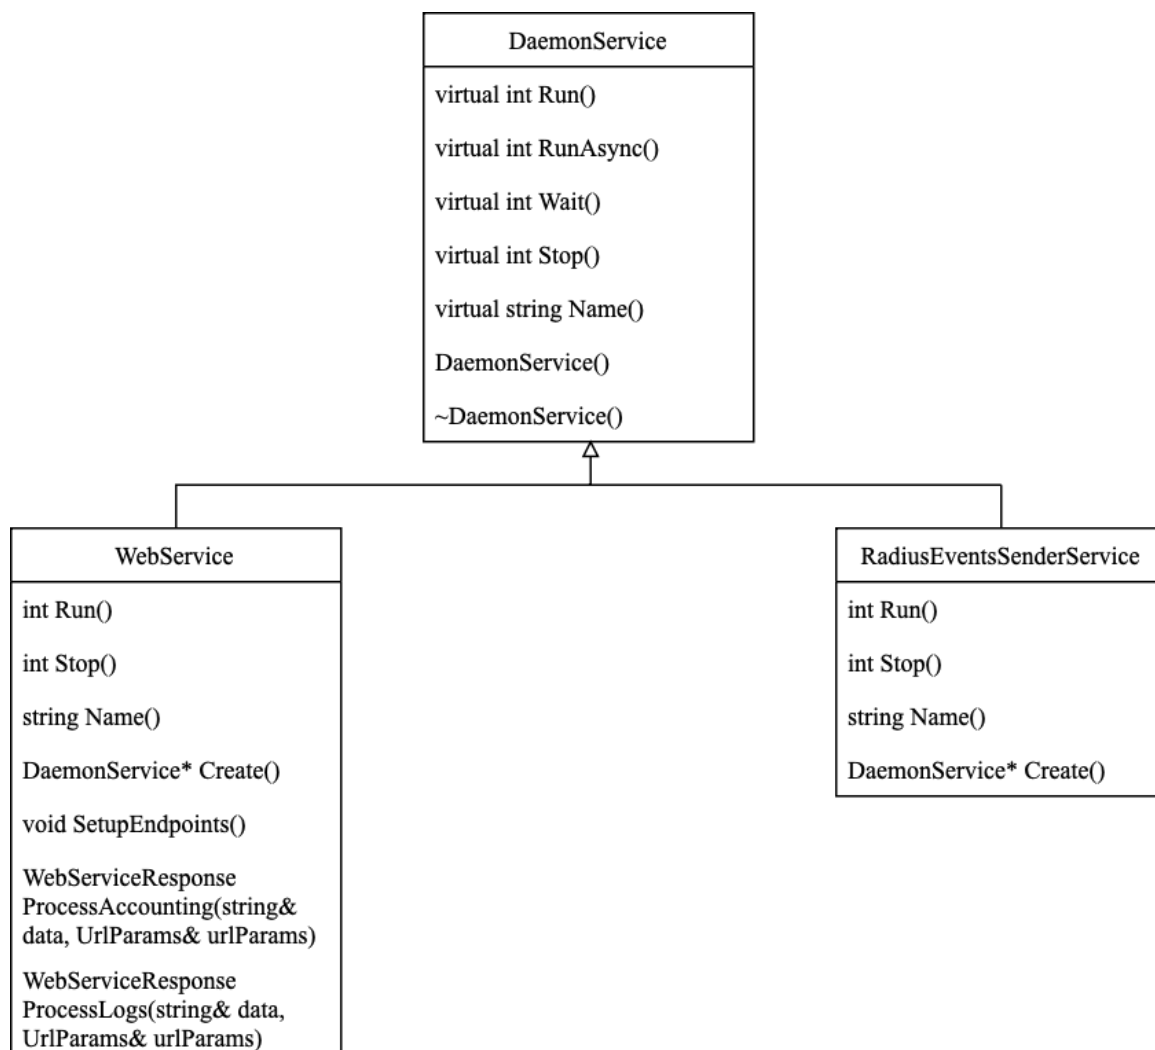 DaemonService
virtual int Run()
virtual int RunAsync()
virtual int Wait()
virtual int Stop()
virtual string Name()
DaemonService()
~DaemonService()
WebService
int Run()
int Stop()
string Name()
DaemonService* Create()
void SetupEndpoints()
WebServiceResponse
ProcessAccounting(string&
data, UrlParams& urlParams)
WebServiceResponse
ProcessLogs(string& data,
UrlParams& urlParams)
RadiusEventsSenderService
int Run()
int Stop()
string Name()
DaemonService* Create()